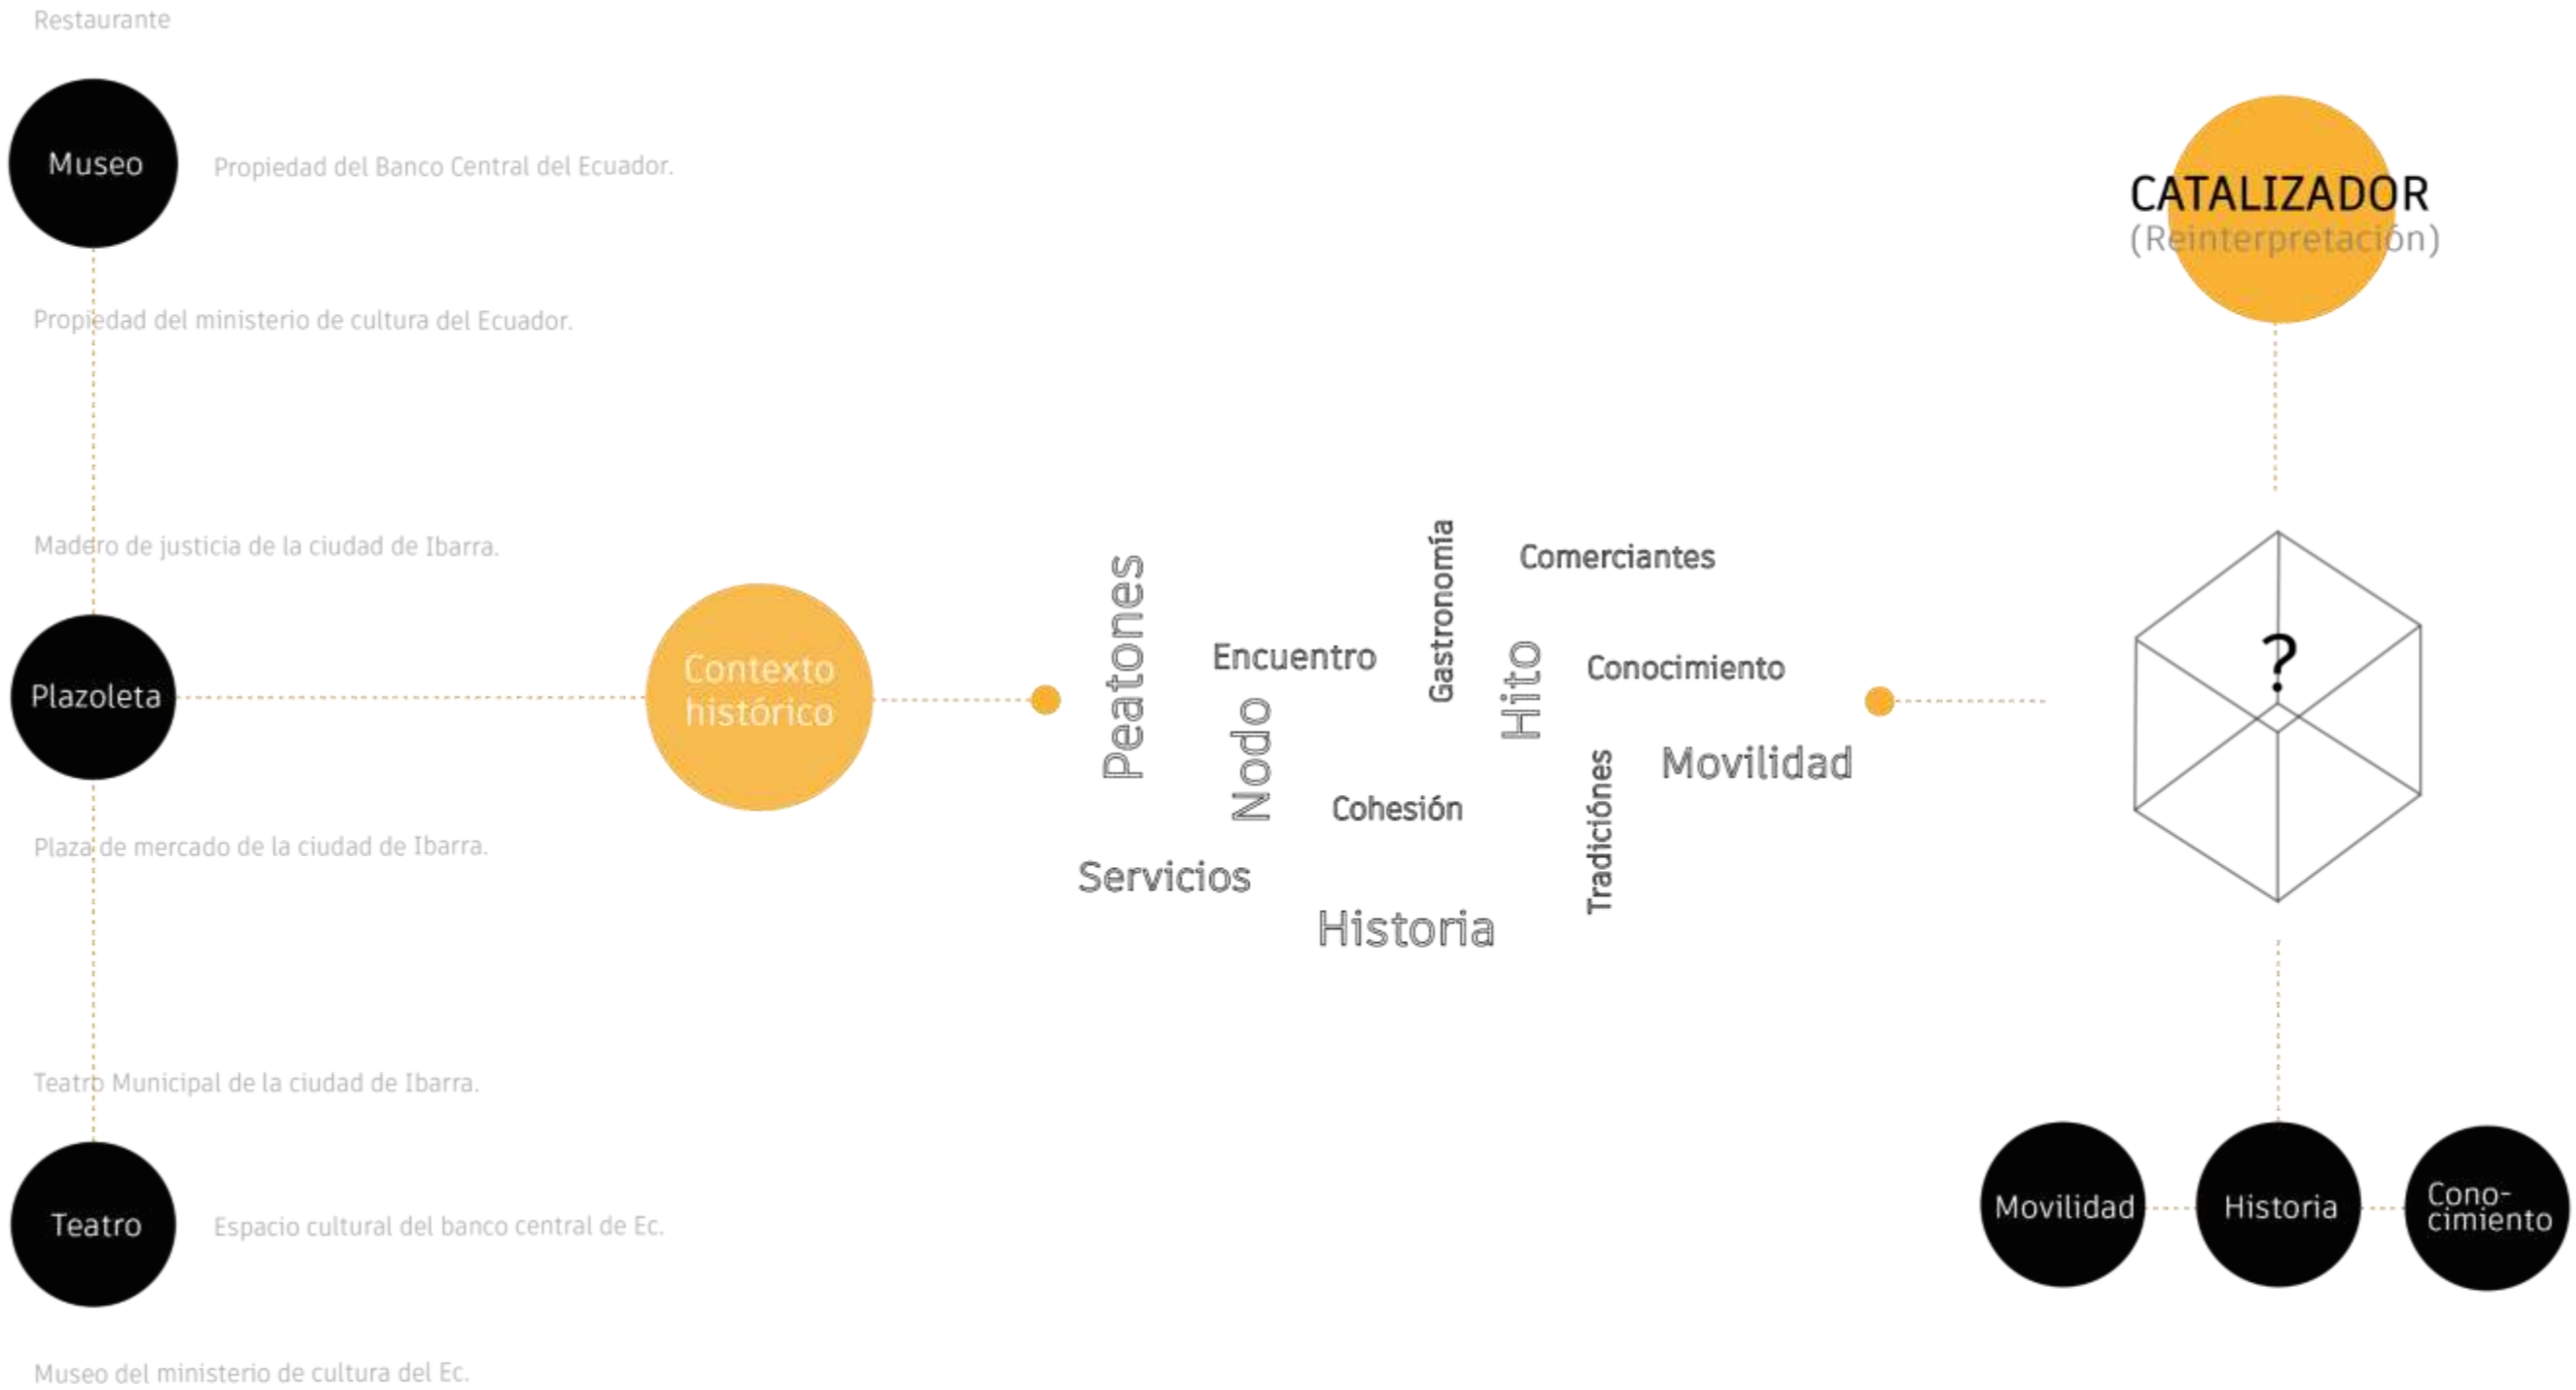 Restaurante
Museo
Propiedad del Banco Central del Ecuador.
Propiedad del ministerio de cultura del Ecuador.
Madero de justicia de la ciudad de Ibarra.
Plazoleta
Plaza de mercado de la ciudad de Ibarra.
Teatro Municipal de la ciudad de Ibarra.
Teatro
Espacio cultural del banco central de Ec.
Museo del ministerio de cultura del Ec.
Contexto
histórico
Peatones
Encuentro
Nodo
Gastronomía
Comerciantes
Hito
Conocimiento
Movilidad
Cohesión
Tradiciónes
Servicios
Historia
CATALIZADOR
(Reinterpretación)
?
Movilidad
Historia
Cono-
cimiento